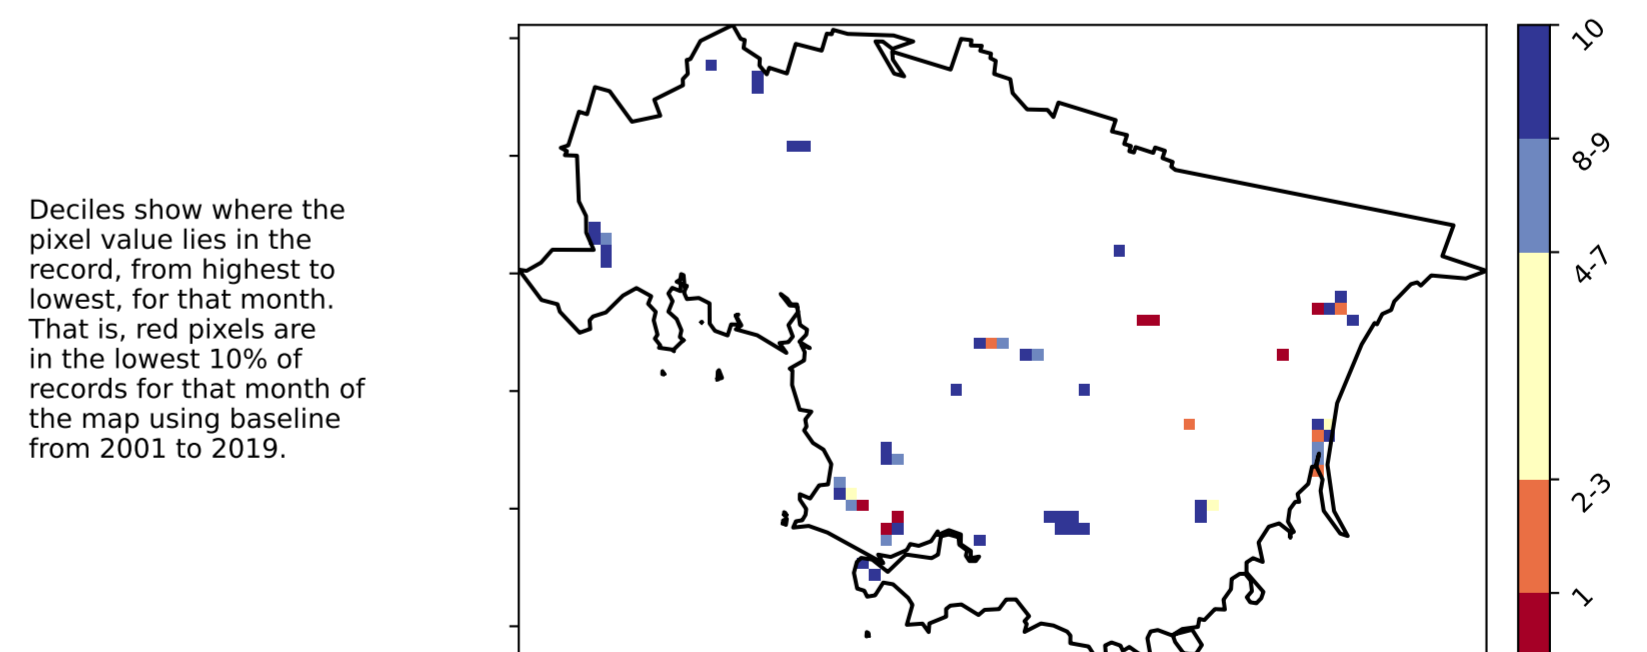 Deciles show where the
pixel value lies in the
record, from highest to
lowest, for that month.
That is, red pixels are
in the lowest 10% of
records for that month of
the map using baseline
from 2001 to 2019.
10
8-9
4-7
2-3
1